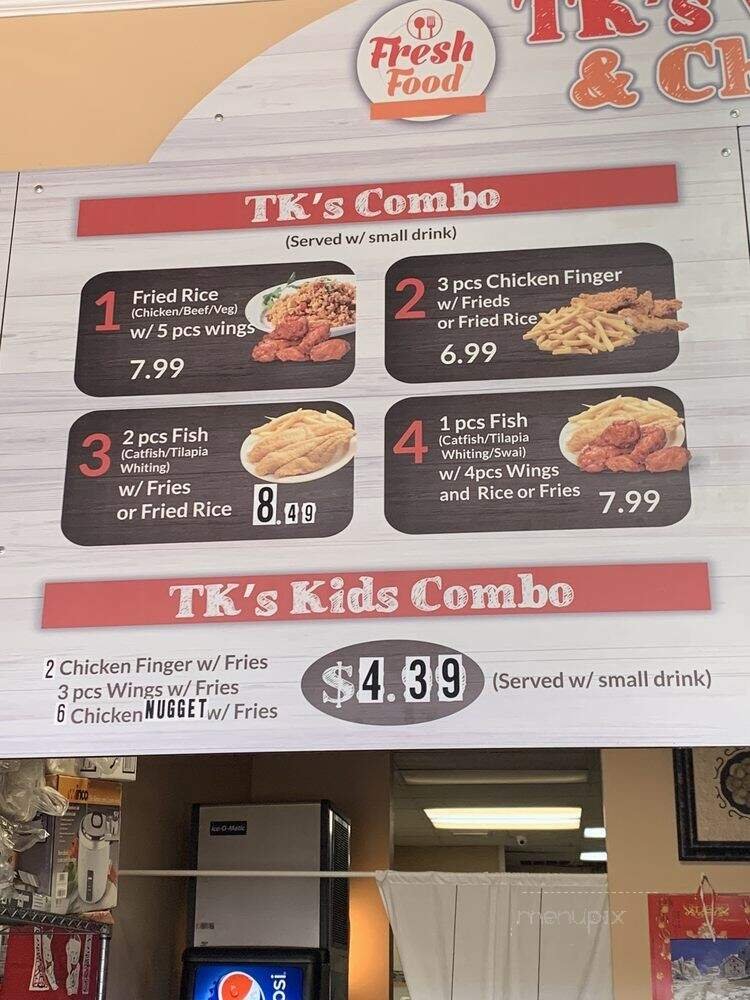 Fresh
Food
TK's
& Ch
TK's Combo
(Served w/ small drink)
1
Fried Rice
(Chicken/Beef/Veg)
w/ 5 pcs wings
7.99
2
3 pcs Chicken Finger
w/ Frieds
or Fried Rice
6.99
3
2 pcs Fish
(Catfish/Tilapia
Whiting)
w/ Fries
or Fried Rice
8.49
4
1 pcs Fish
(Catfish/Tilapia
Whiting/Swai)
w/ 4pcs Wings
and Rice or Fries
7.99
TK's Kids Combo
2 Chicken Finger w/ Fries
3 pcs Wings w/ Fries
6 Chicken NUGGET w/ Fries
$4.39
(Served w/ small drink)
Ice-O-Matic
menupix